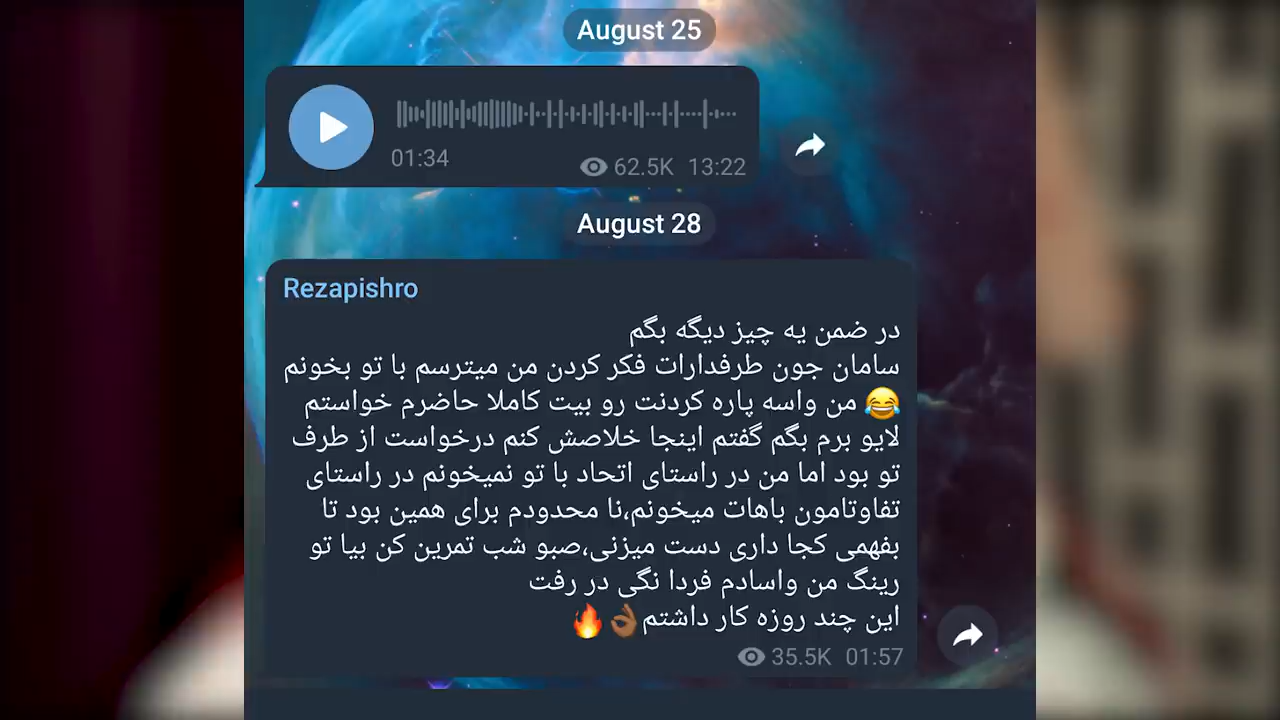 August 25
01:34
62.5K 13:22
August 28
Rezapishro
در ضمن یه چیز دیگه بگم
سامان جون طرفدارات فکر کردن من میترسم با تو بخونم
😂 من واسه پاره کردنت رو بیت کاملا حاضرم خواستم
لایو برم بگم گفتم اینجا خلاصش کنم درخواست از طرف
تو بود اما من در راستای اتحاد با تو نمیخونم در راستای
تفاوتامون باهات میخونم،نا محدودم برای همین بود تا
بفهمی کجا داری دست میزنی،صبو شب تمرین کن بیا تو
رینگ من واسادم فردا نگی در رفت
این چند روزه کار داشتم👌🏾🔥
35.5K 01:57